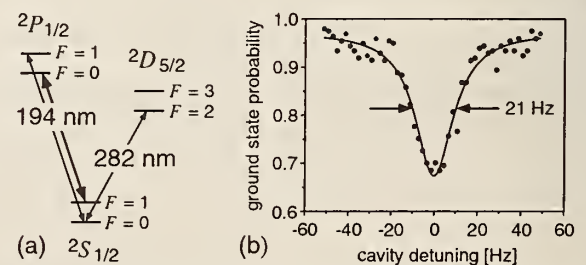 ²P₁/₂
F = 1
F = 0
²D₅/₂
F = 3
F = 2
194 nm
282 nm
F = 1
F = 0
²S₁/₂
(a)
ground state probability
1.0
0.9
0.8
0.7
0.6
21 Hz
-60 -40 -20 0 20 40 60
cavity detuning [Hz]
(b)